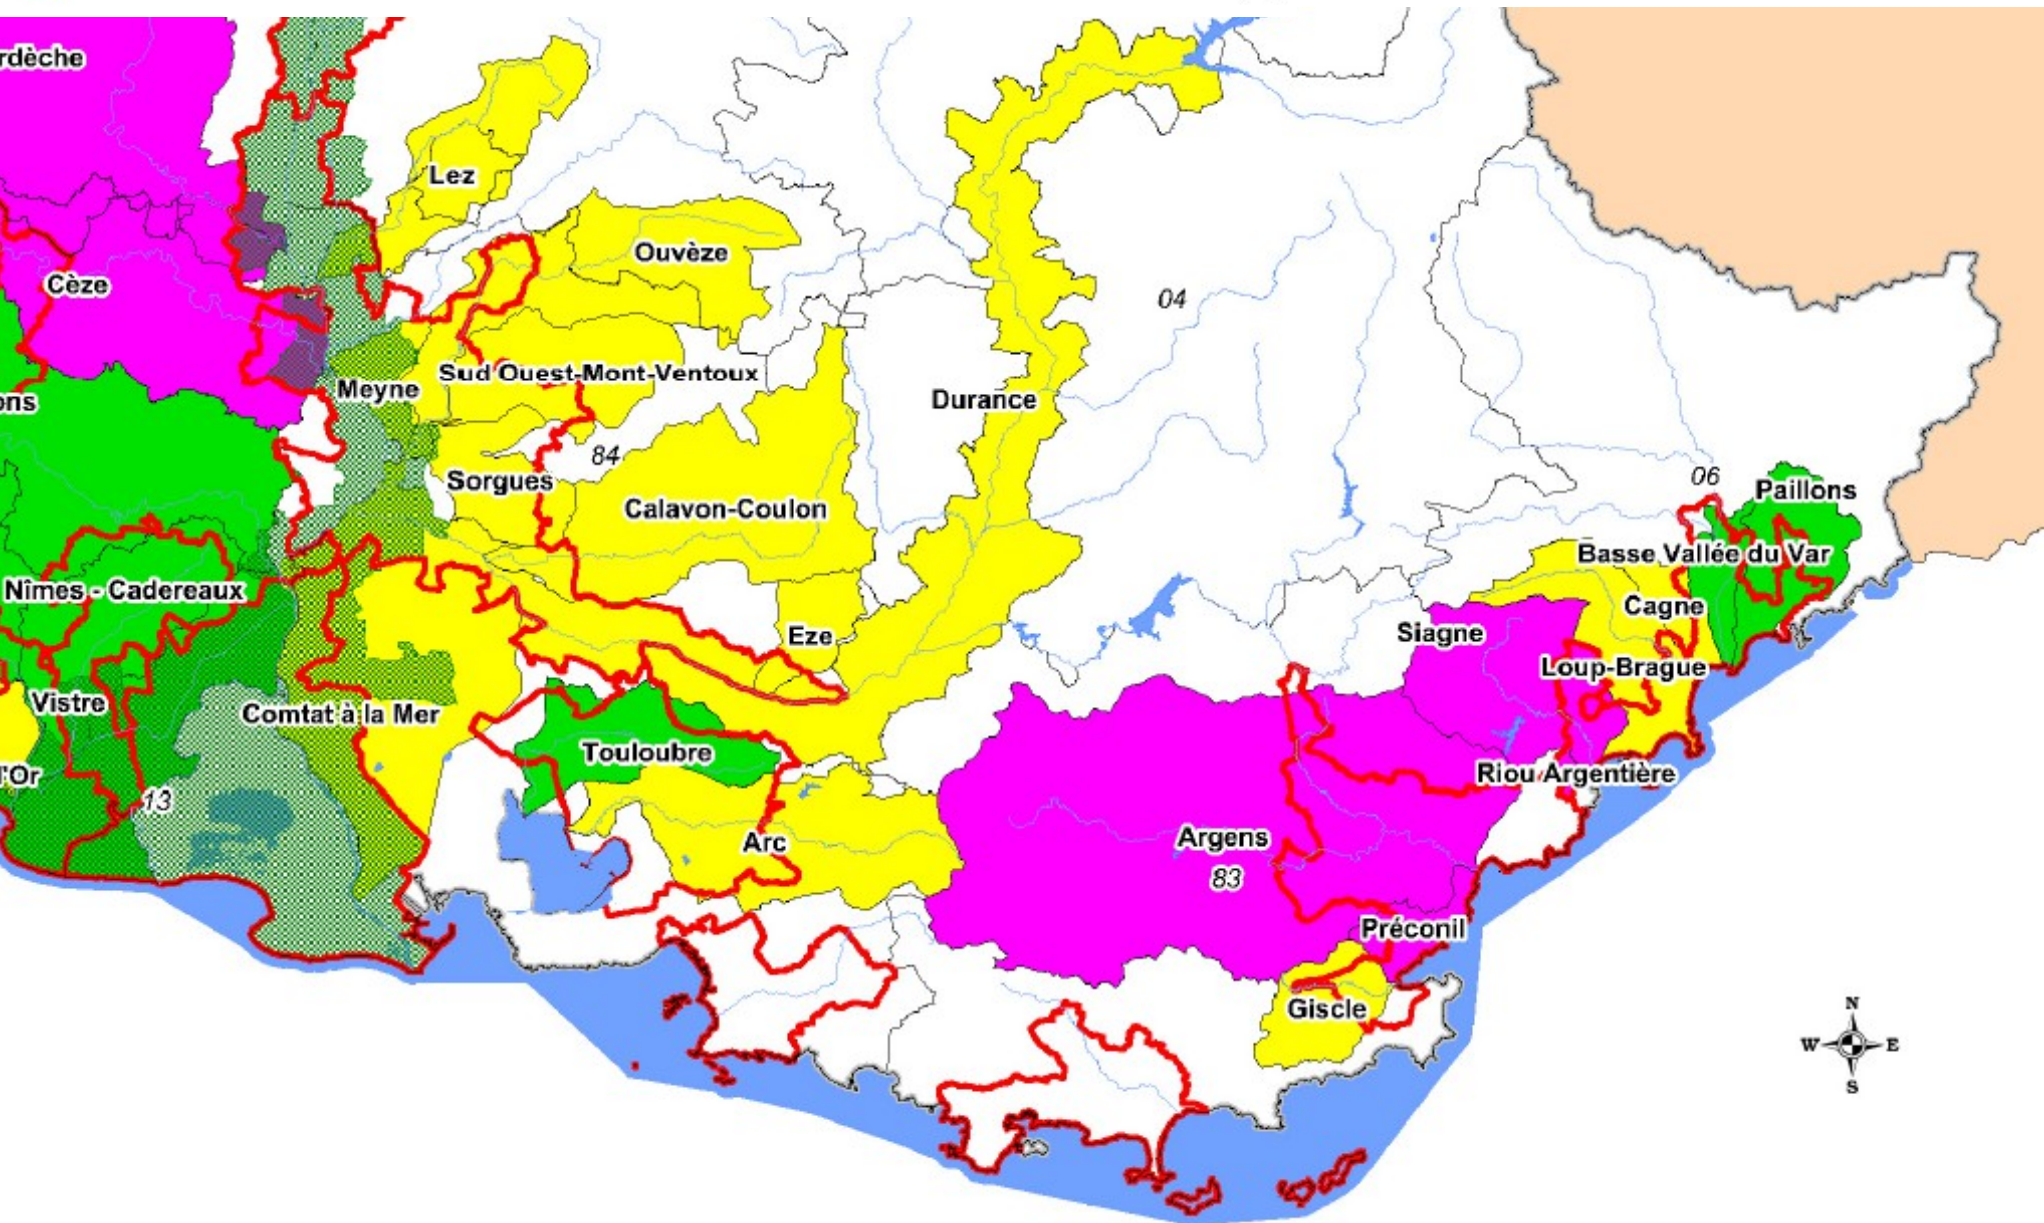 rdèche
Lez
Ouvèze
Cèze
04
Sud Ouest-Mont-Ventoux
Meyne
Durance
ons
84
Sorgues
06
Paillons
Calavon-Coulon
Basse Vallée du Var
Nîmes - Cadereaux
Cagne
Eze
Siagne
Loup-Brague
Vistre
Comtat à la Mer
Touloubre
l'Or
Riou Argentière
13
Argens
Arc
83
Préconil
Giscle
N
W
E
S